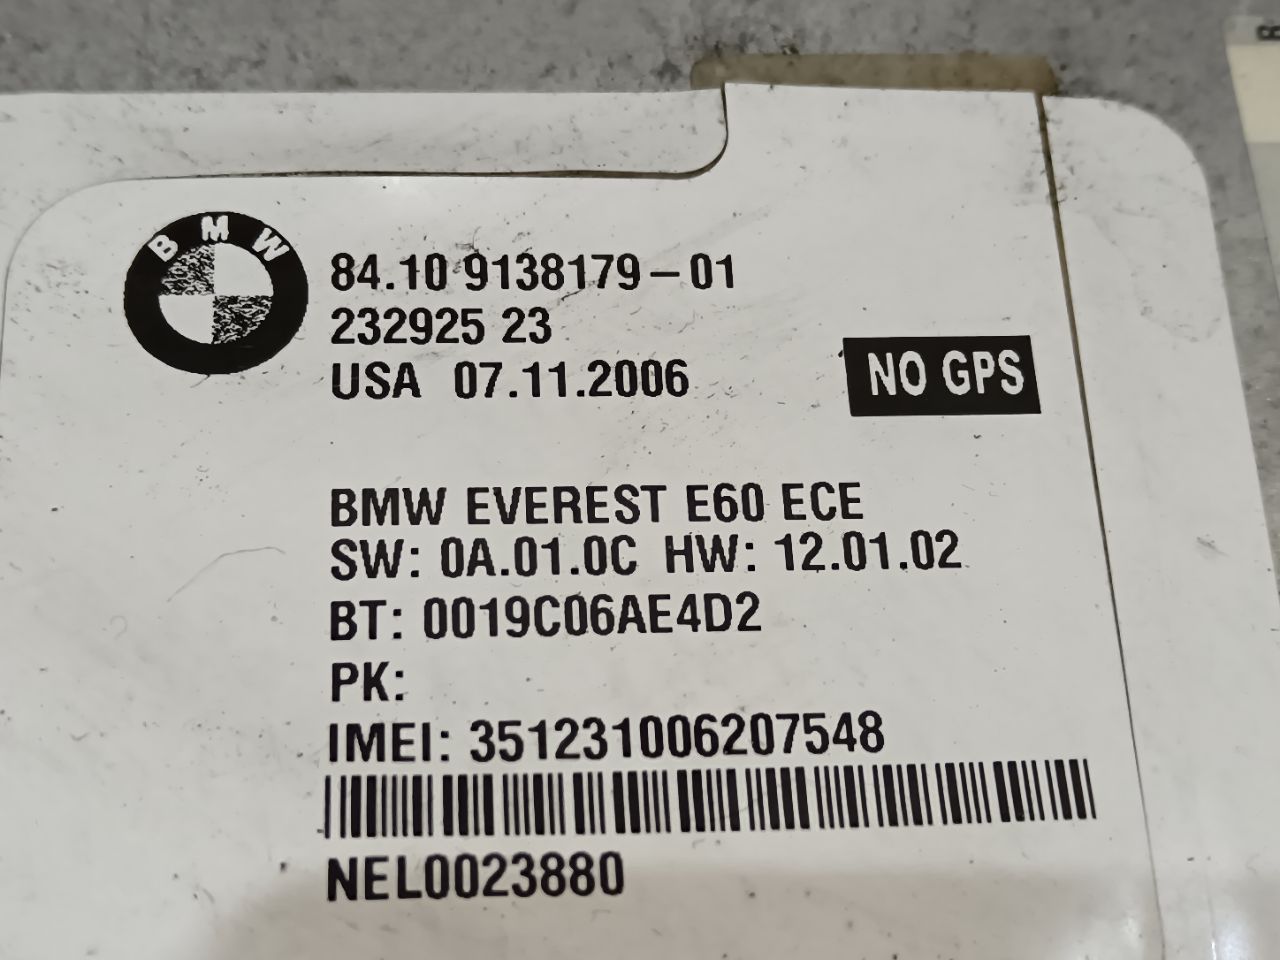 BMW
84.10 9138179-01
232925 23
USA 07.11.2006
NO GPS
BMW EVEREST E60 ECE
SW: 0A.01.0C HW: 12.01.02
BT: 0019C06AE4D2
PK:
IMEI: 351231006207548
NEL0023880